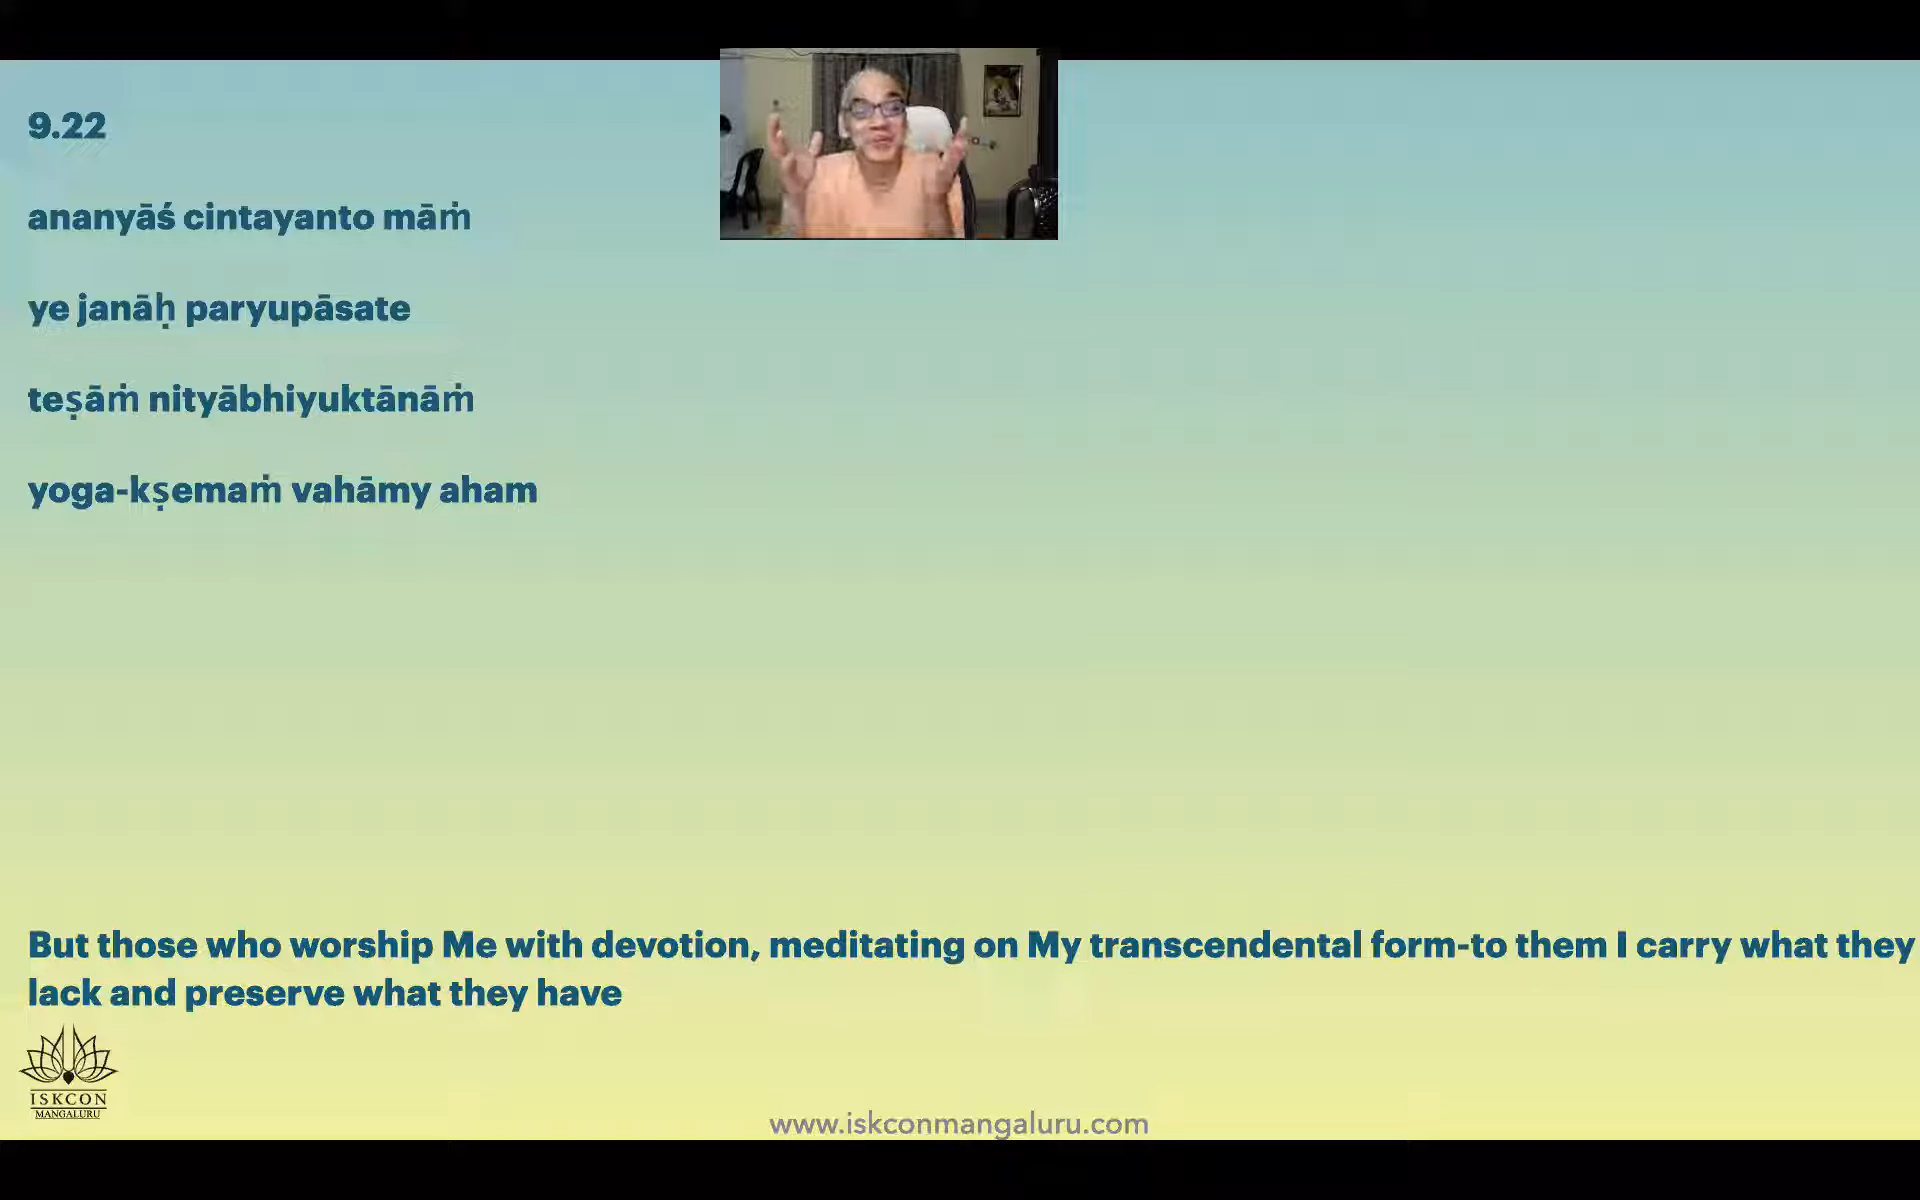 9.22
ananyāś cintayanto māṁ
ye janāḥ paryupāsate
teṣāṁ nityābhiyuktānāṁ
yoga-kṣemaṁ vahāmy aham
But those who worship Me with devotion, meditating on My transcendental form-to them I carry what they
lack and preserve what they have
ISKCON
MANGALURU
www.iskconmangaluru.com